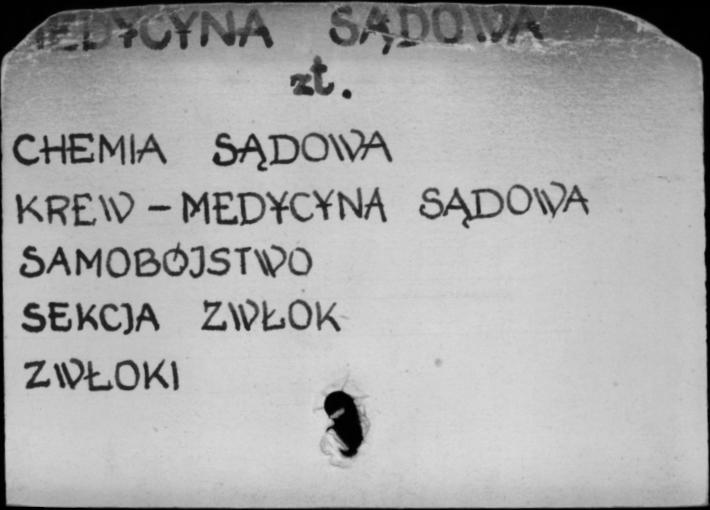 MEDYCYNA SĄDOWA
zt.
CHEMIA SĄDOWA
KREW - MEDYCYNA SĄDOWA
SAMOBÓJSTWO
SEKCJA ZWŁOK
ZWŁOKI